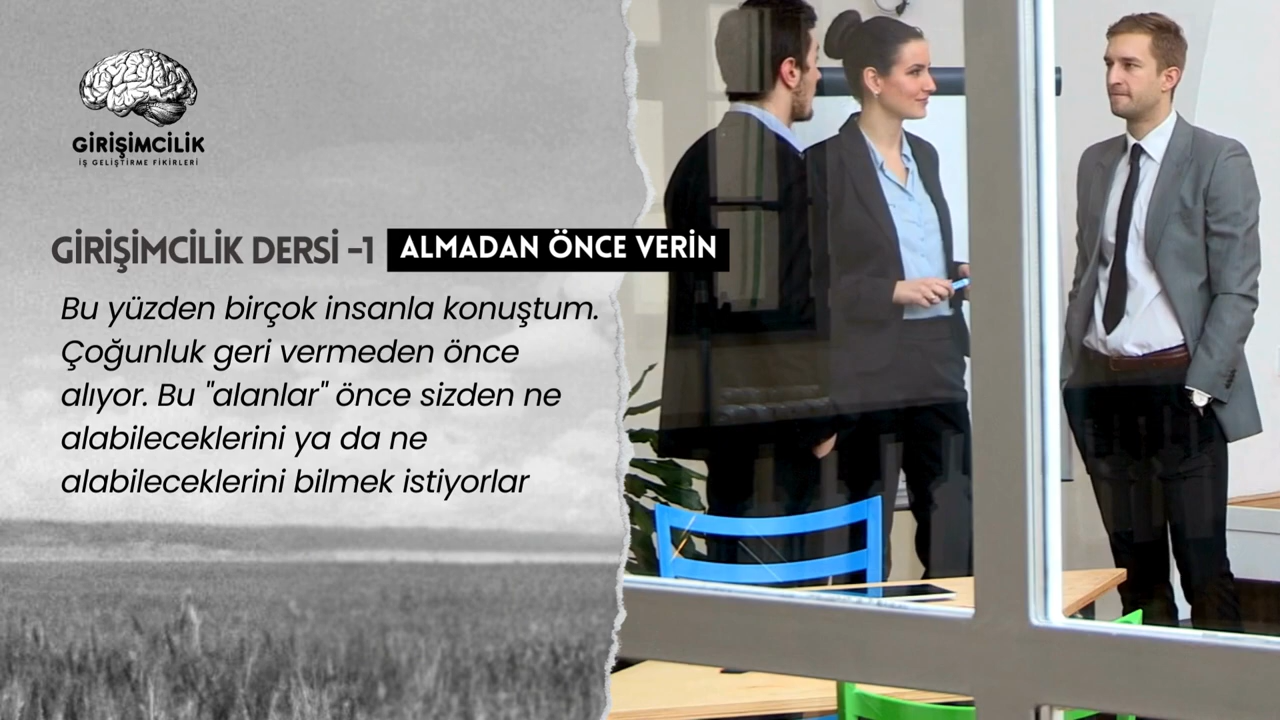 GİRİŞİMCİLİK
İŞ GELİŞTİRME FİKİRLERİ
GİRİŞİMCİLİK DERSİ -1 ALMADAN ÖNCE VERİN
Bu yüzden birçok insanla konuştum.
Çoğunluk geri vermeden önce
alıyor. Bu "alanlar" önce sizden ne
alabileceklerini ya da ne
alabileceklerini bilmek istiyorlar